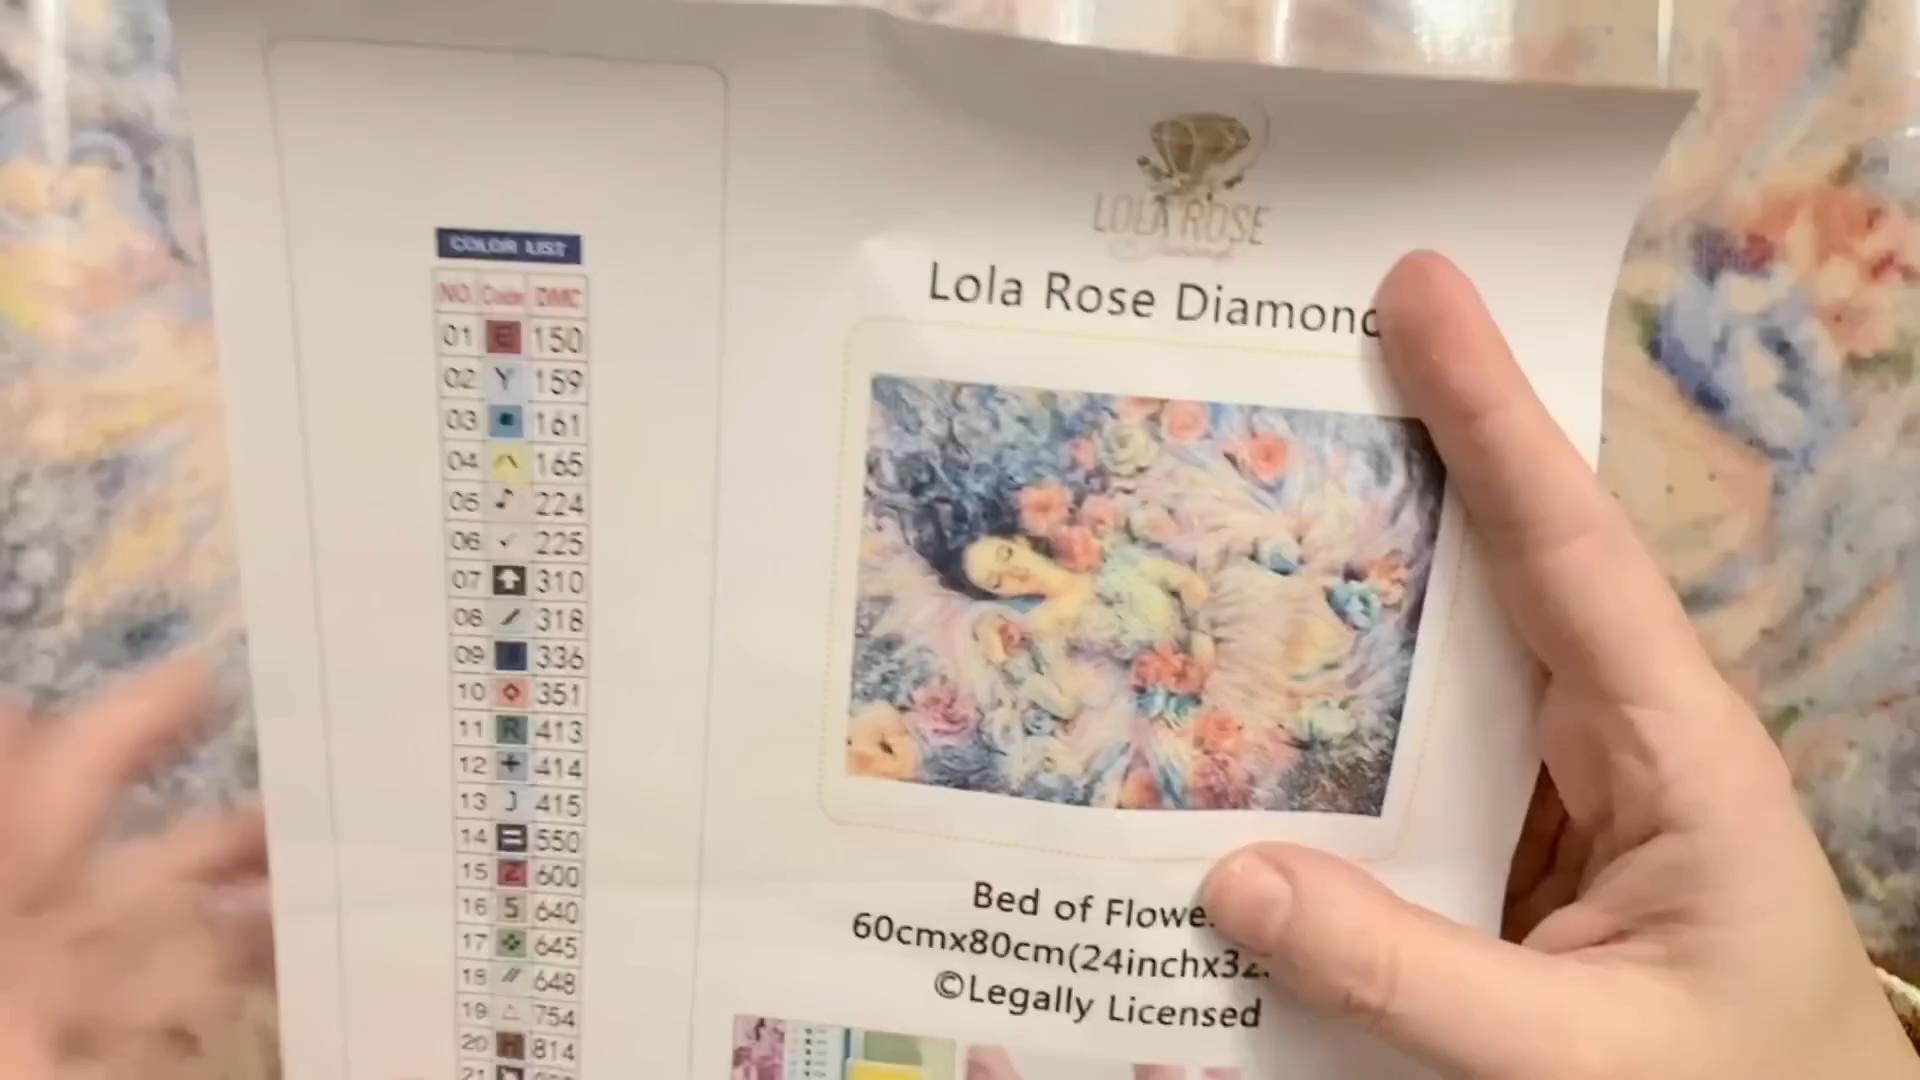 COLOR LIST
NO. Code DMC
01 E 150
02 Y 159
03 161
04 165
05 ♪ 224
06 ✓ 225
07 310
08 / 318
09 336
10 351
11 R 413
12 + 414
13 J 415
14 = 550
15 Z 600
16 S 640
17 645
18 // 648
19 △ 754
20 H 814
21
LOLA ROSE
Lola Rose Diamond
Bed of Flowe
60cmx80cm(24inchx32
©Legally Licensed